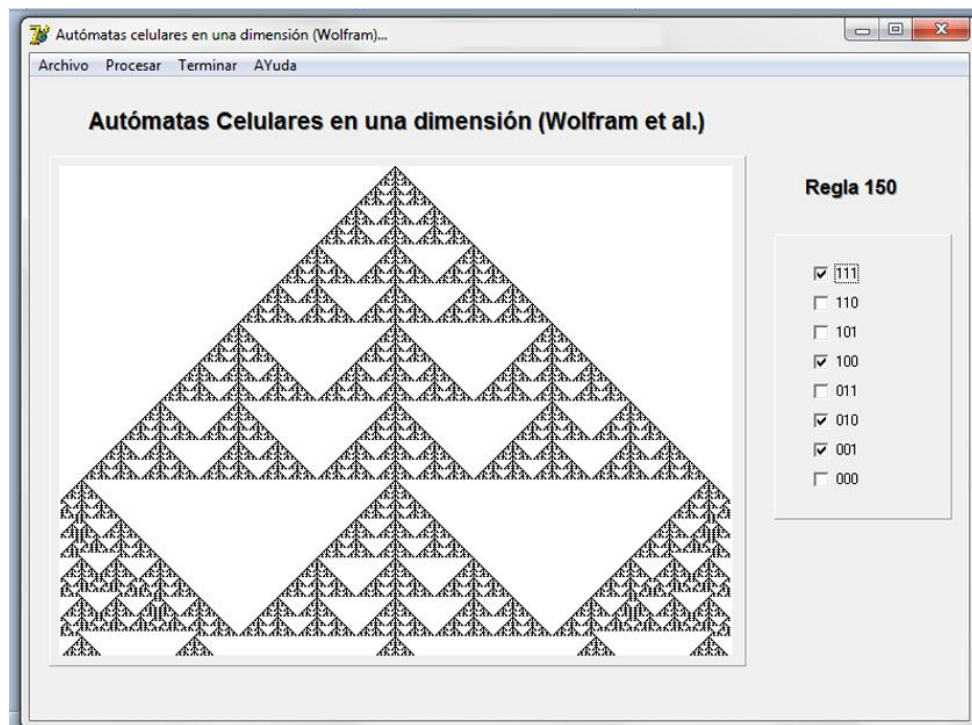 Autómatas celulares en una dimensión (Wolfram)...
Archivo Procesar Terminar AYuda
Autómatas Celulares en una dimensión (Wolfram et al.)
Regla 150
111
110
101
100
011
010
001
000